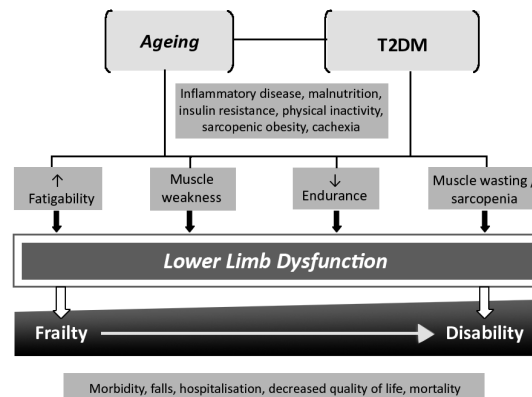 Ageing
T2DM
Inflammatory disease, malnutrition,
insulin resistance, physical inactivity,
sarcopenic obesity, cachexia
↑
Fatigability
Muscle
weakness
↓
Endurance
Muscle wasting /
sarcopenia
Lower Limb Dysfunction
Frailty
Disability
Morbidity, falls, hospitalisation, decreased quality of life, mortality